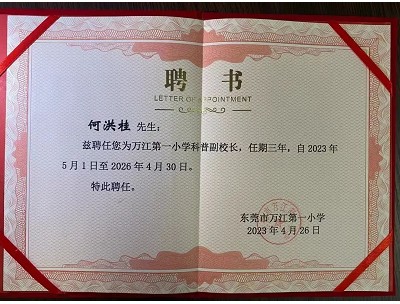 聘 书
LETTER OF APPOINTMENT
何洪桂 先生：
兹聘任您为万江第一小学科普副校长，任期三年，自2023年
5月1日至2026年4月30日。
特此聘任。
东莞市万江第一小学
2023年4月26日